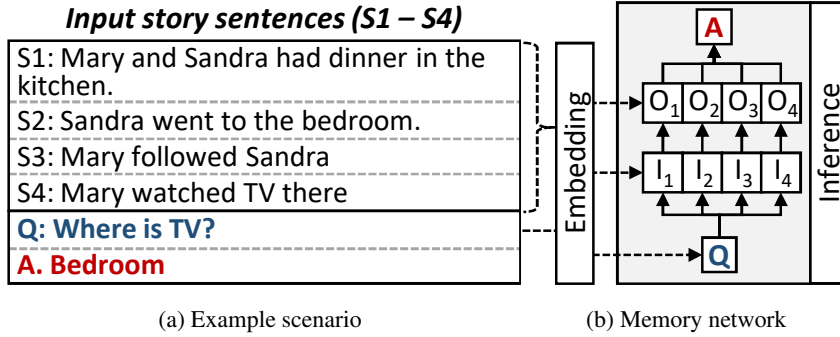 Input story sentences (S1 – S4)
S1: Mary and Sandra had dinner in the
kitchen.
S2: Sandra went to the bedroom.
S3: Mary followed Sandra
S4: Mary watched TV there
Q: Where is TV?
A. Bedroom
(a) Example scenario
Embedding
A
O1 O2 O3 O4
I1 I2 I3 I4
Q
Inference
(b) Memory network